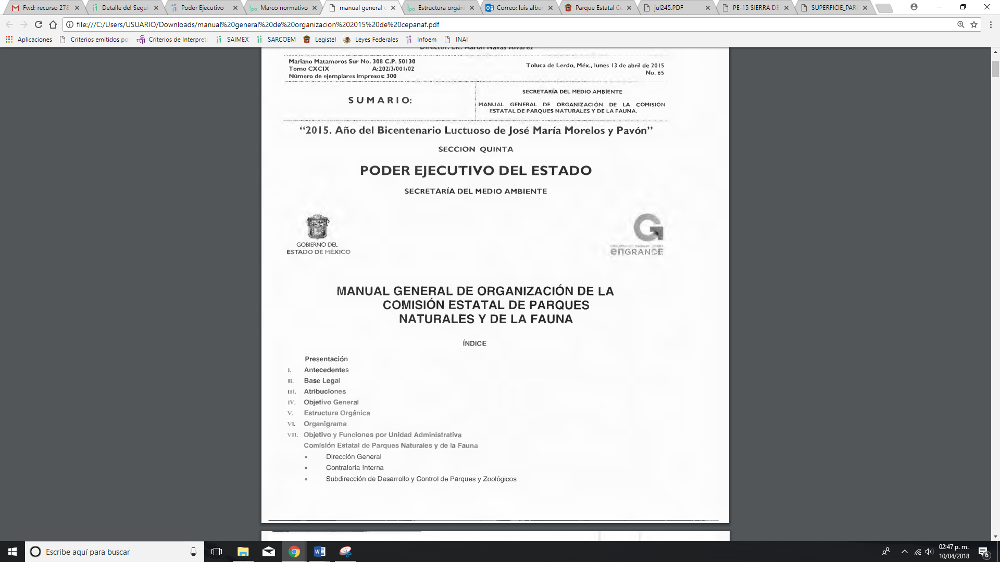 Fwd: recurso 278
Detalle del Segui
Poder Ejecutivo
Marco normativo
manual general
Estructura orgán
Correo: luis alber
Parque Estatal Ce
jul245.PDF
PE-15 SIERRA DE
SUPERFICIE_PAR
file:///C:/Users/USUARIO/Downloads/manual%20general%20de%20organizacion%202015%20de%20cepanaf.pdf
Aplicaciones
Criterios emitidos po
Criterios de Interpret
SAIMEX
SARCOEM
Legistel
Leyes Federales
Infoem
INAI
Director: Lic. Aarón Navas Alvarez
Mariano Matamoros Sur No. 308 C.P. 50130
Tomo CXCIX A:202/3/001/02
Número de ejemplares impresos: 300
Toluca de Lerdo, Méx., lunes 13 de abril de 2015
No. 65
SUMARIO:
SECRETARÍA DEL MEDIO AMBIENTE
MANUAL GENERAL DE ORGANIZACIÓN DE LA COMISIÓN
ESTATAL DE PARQUES NATURALES Y DE LA FAUNA.
“2015. Año del Bicentenario Luctuoso de José María Morelos y Pavón”
SECCION QUINTA
PODER EJECUTIVO DEL ESTADO
SECRETARÍA DEL MEDIO AMBIENTE
GOBIERNO DEL
ESTADO DE MÉXICO
enGRANDE
MANUAL GENERAL DE ORGANIZACIÓN DE LA
COMISIÓN ESTATAL DE PARQUES
NATURALES Y DE LA FAUNA
ÍNDICE
Presentación
I. Antecedentes
II. Base Legal
III. Atribuciones
IV. Objetivo General
V. Estructura Orgánica
VI. Organigrama
VII. Objetivo y Funciones por Unidad Administrativa
Comisión Estatal de Parques Naturales y de la Fauna
• Dirección General
• Contraloría Interna
• Subdirección de Desarrollo y Control de Parques y Zoológicos
Escribe aquí para buscar
02:47 p. m.
10/04/2018
6